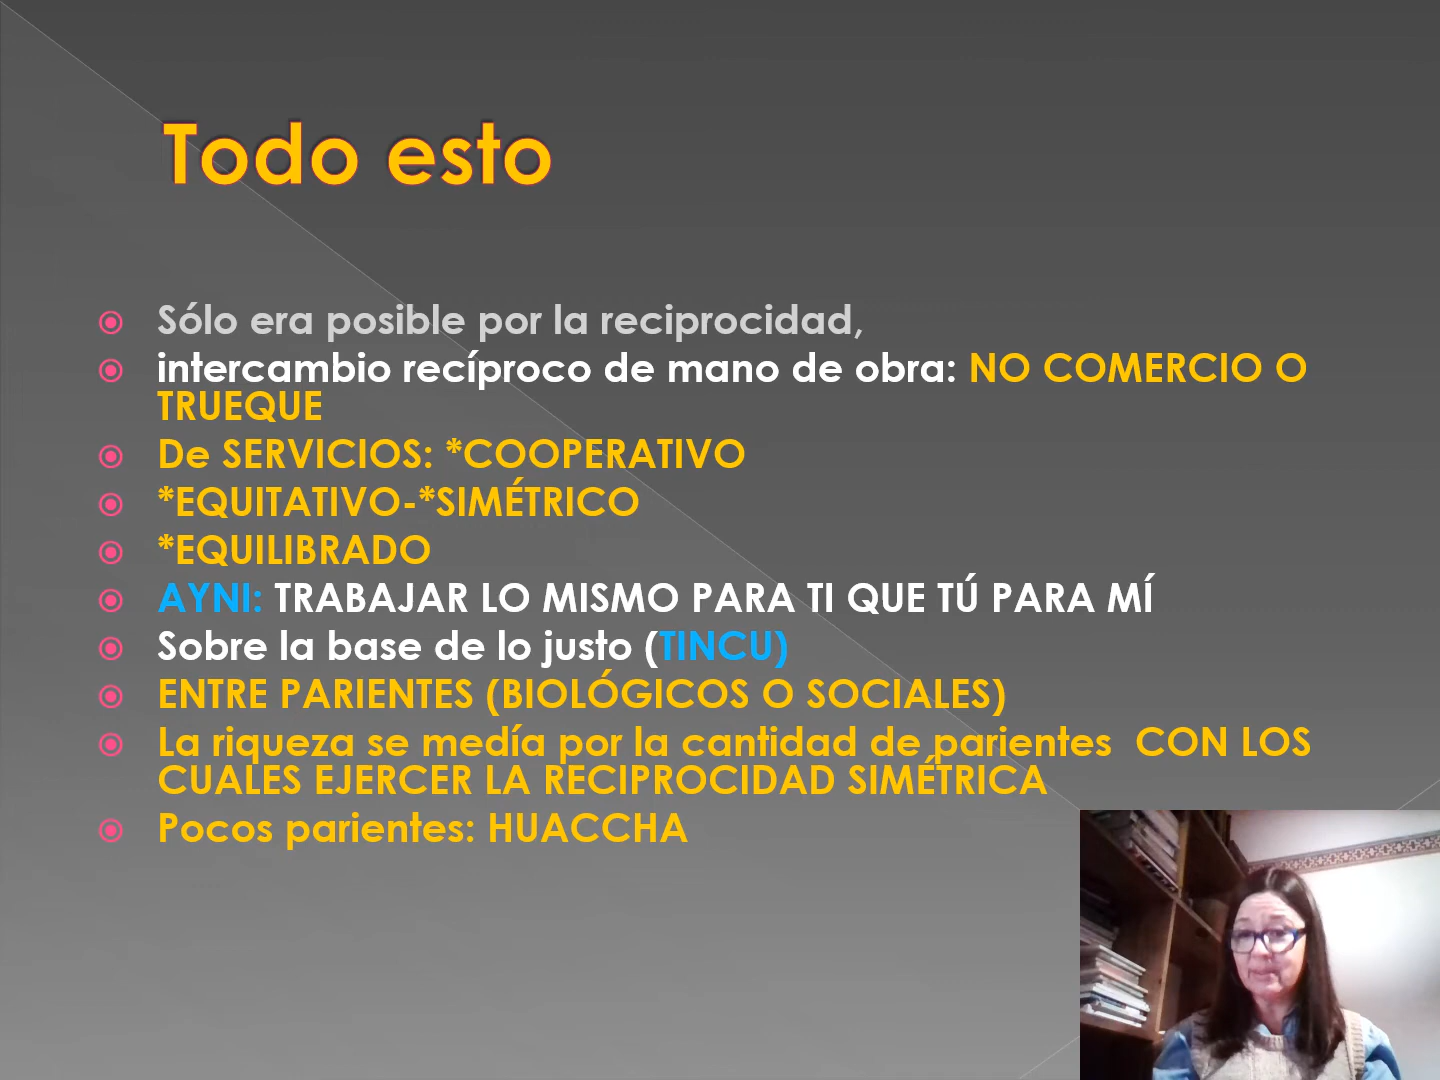 Todo esto
Sólo era posible por la reciprocidad,
intercambio recíproco de mano de obra: NO COMERCIO O
TRUEQUE
De SERVICIOS: *COOPERATIVO
*EQUITATIVO-*SIMÉTRICO
*EQUILIBRADO
AYNI: TRABAJAR LO MISMO PARA TI QUE TÚ PARA MÍ
Sobre la base de lo justo (TINCU)
ENTRE PARIENTES (BIOLÓGICOS O SOCIALES)
La riqueza se medía por la cantidad de parientes  CON LOS
CUALES EJERCER LA RECIPROCIDAD SIMÉTRICA
Pocos parientes: HUACCHA